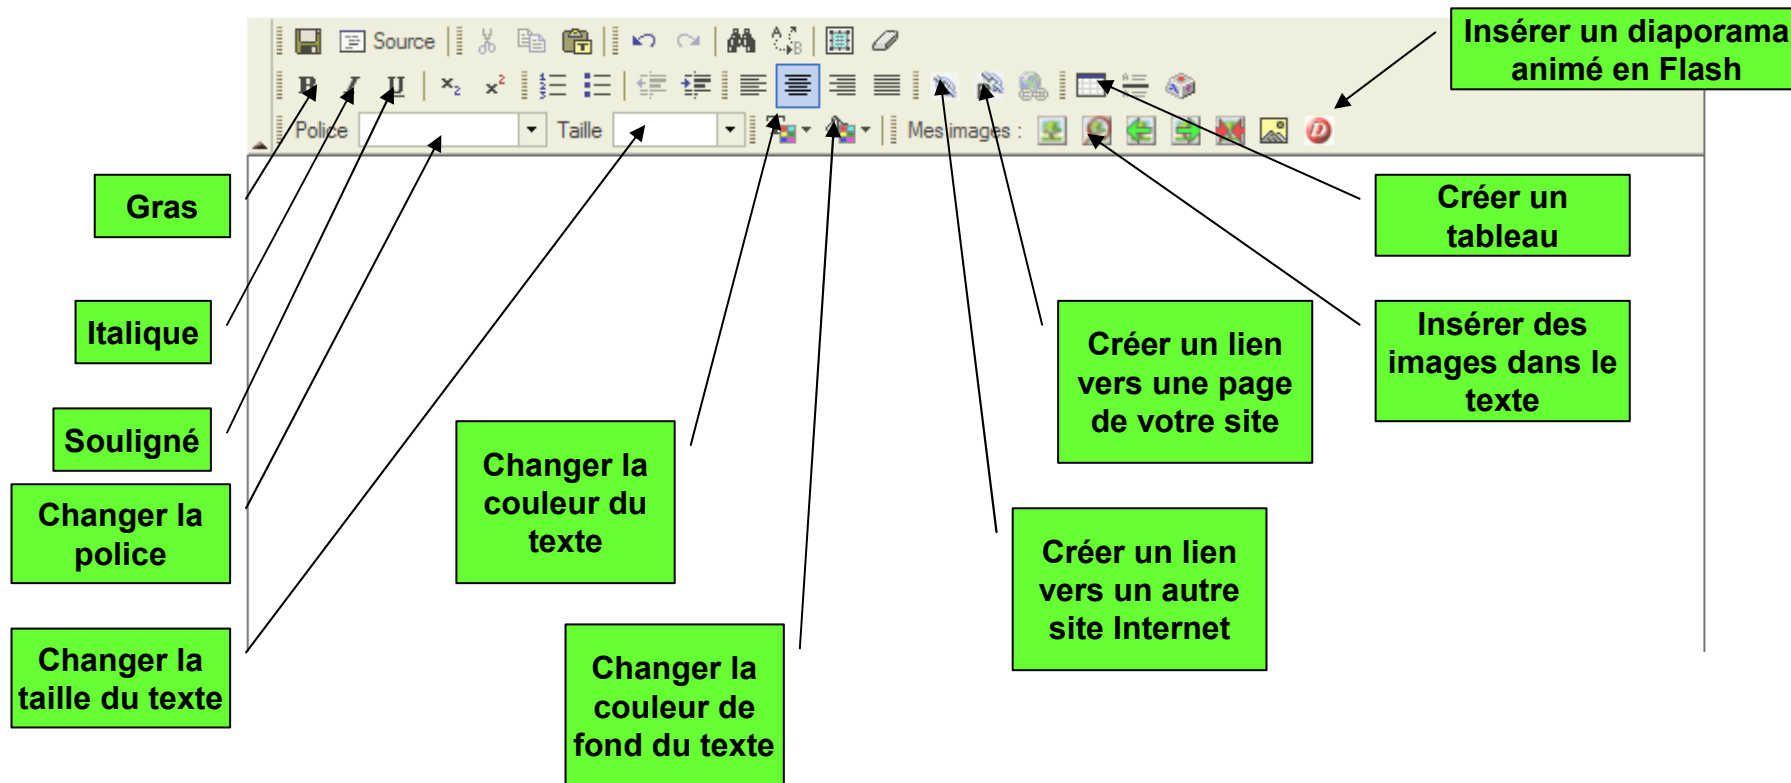 Source
B I U x₂ x²
Police
Taille
Mes images :
Insérer un diaporama
animé en Flash
Gras
Italique
Souligné
Changer la
police
Changer la
taille du texte
Changer la
couleur du
texte
Changer la
couleur de
fond du texte
Créer un lien
vers une page
de votre site
Créer un lien
vers un autre
site Internet
Créer un
tableau
Insérer des
images dans le
texte